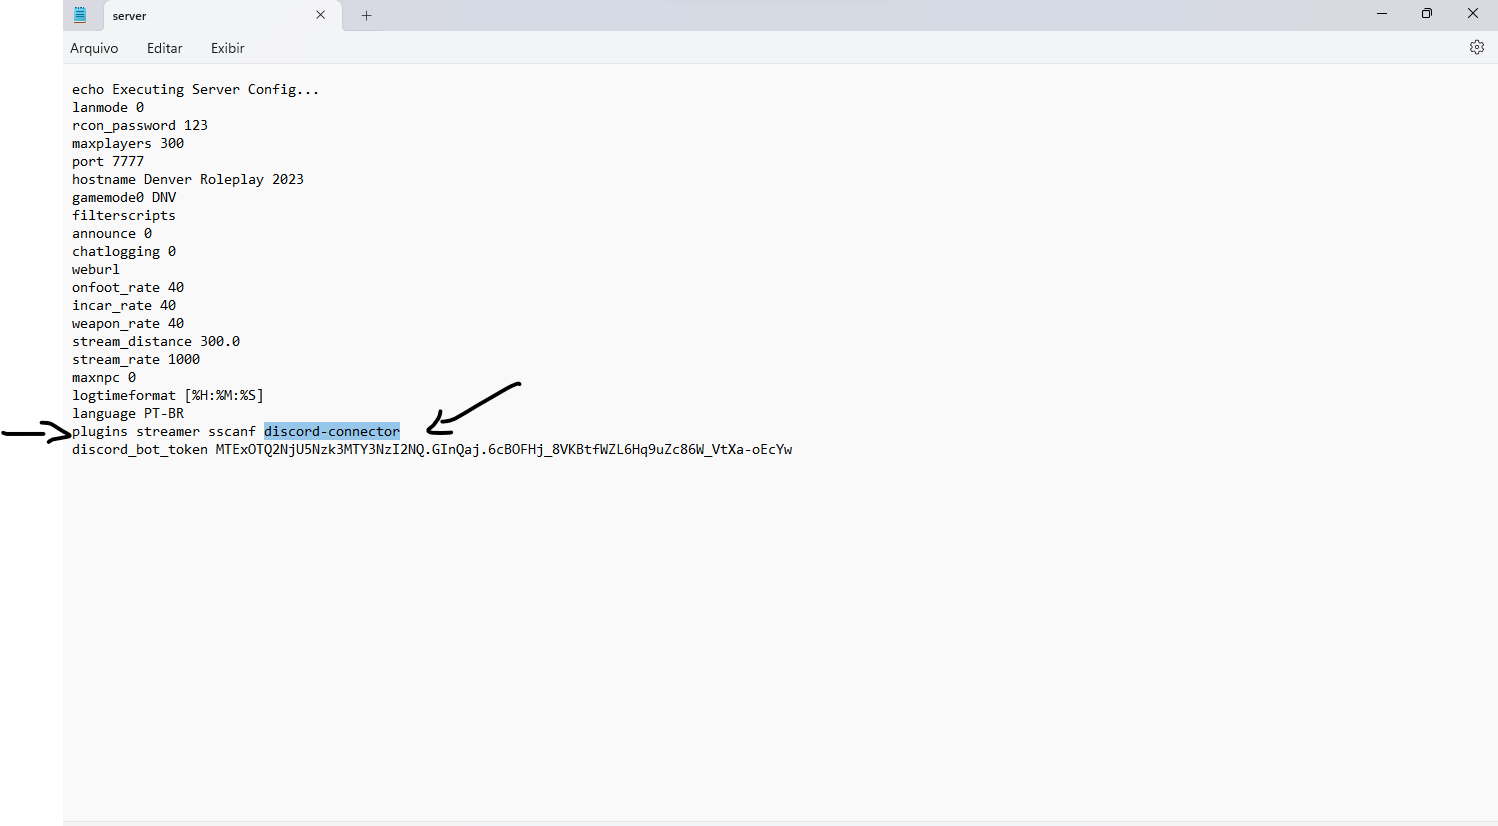 server
Arquivo Editar Exibir
echo Executing Server Config...
lanmode 0
rcon_password 123
maxplayers 300
port 7777
hostname Denver Roleplay 2023
gamemode0 DNV
filterscripts
announce 0
chatlogging 0
weburl
onfoot_rate 40
incar_rate 40
weapon_rate 40
stream_distance 300.0
stream_rate 1000
maxnpc 0
logtimeformat [%H:%M:%S]
language PT-BR
plugins streamer sscanf discord-connector
discord_bot_token MTExOTQ2NjU5Nzk3MTY3NzI2NQ.GInQaj.6cBOFHj_8VKBtfWZL6Hq9uZc86W_VtXa-oEcYw